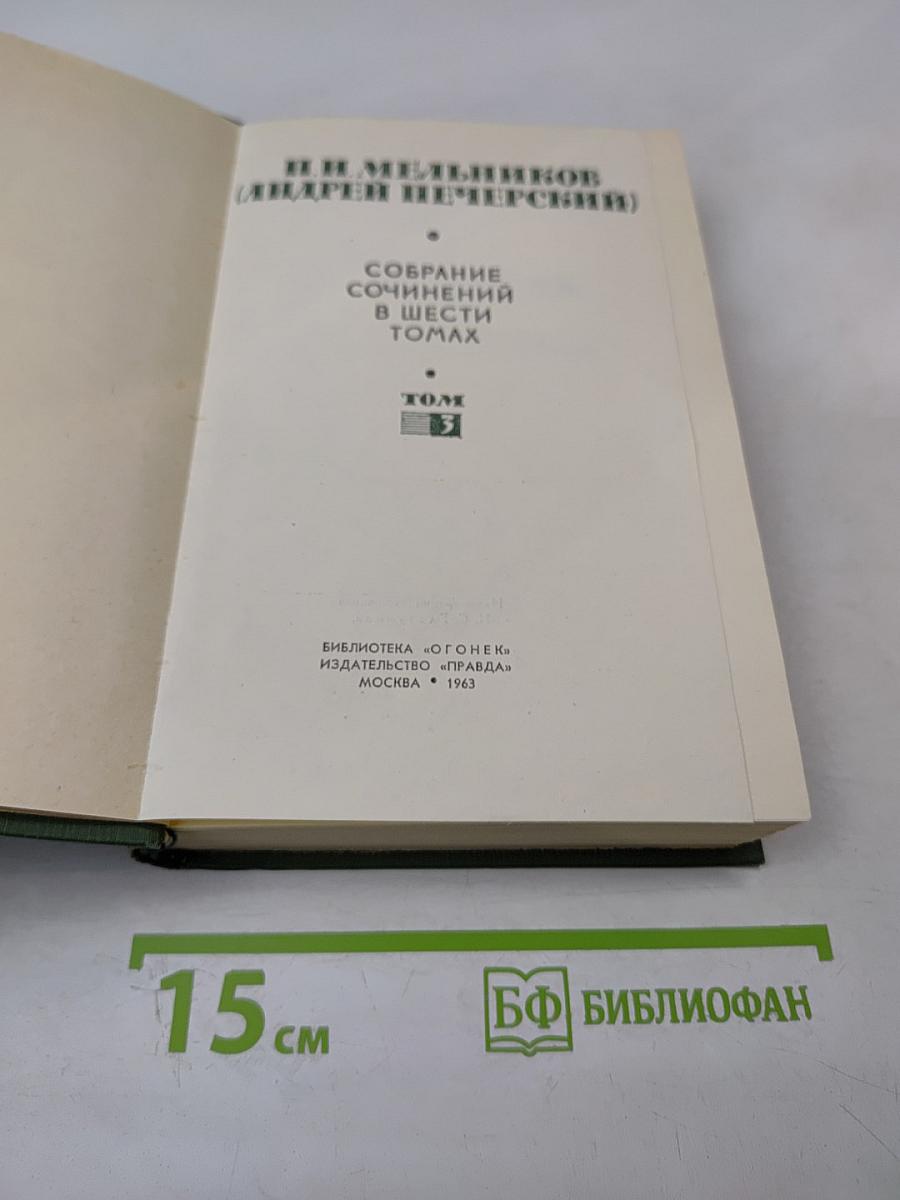 П. И. МЕЛЬНИКОВ
(АНДРЕЙ ПЕЧЕРСКИЙ)
СОБРАНИЕ
СОЧИНЕНИЙ
В ШЕСТИ
ТОМАХ
ТОМ
3
БИБЛИОТЕКА «ОГОНЕК»
ИЗДАТЕЛЬСТВО «ПРАВДА»
МОСКВА • 1963
15 см
БФ БИБЛИОФАН